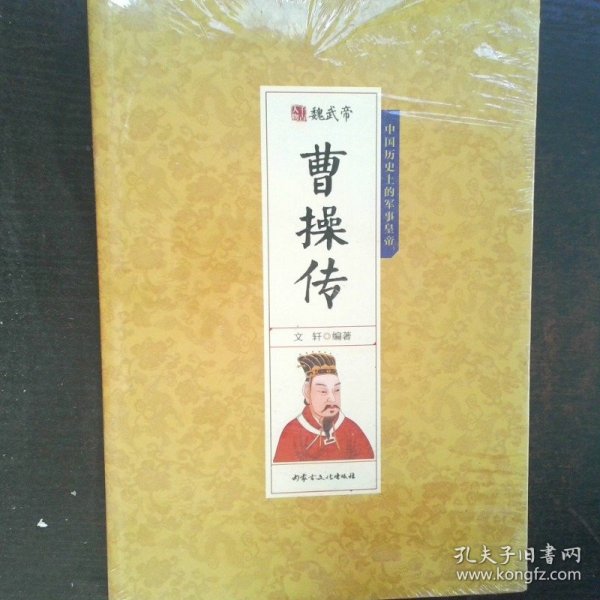 魏武帝
曹操传
中国历史上的军事皇帝
文轩◎编著
内蒙古文化出版社
孔夫子旧书网
www.kongfz.com